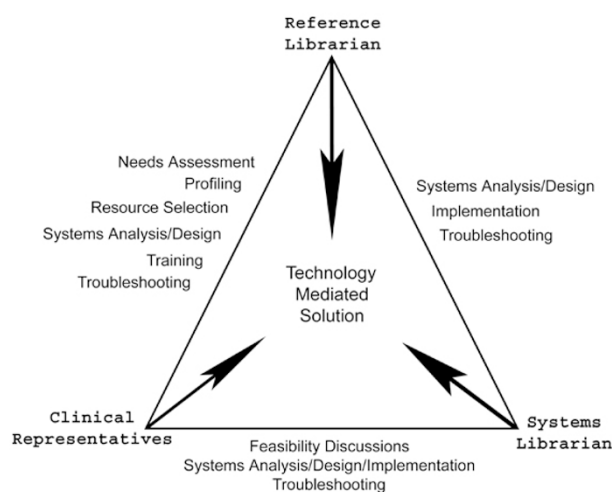 Reference
Librarian
Needs Assessment
Profiling
Resource Selection
Systems Analysis/Design
Training
Troubleshooting
Systems Analysis/Design
Implementation
Troubleshooting
Technology
Mediated
Solution
Clinical
Representatives
Feasibility Discussions
Systems Analysis/Design/Implementation
Troubleshooting
Systems
Librarian